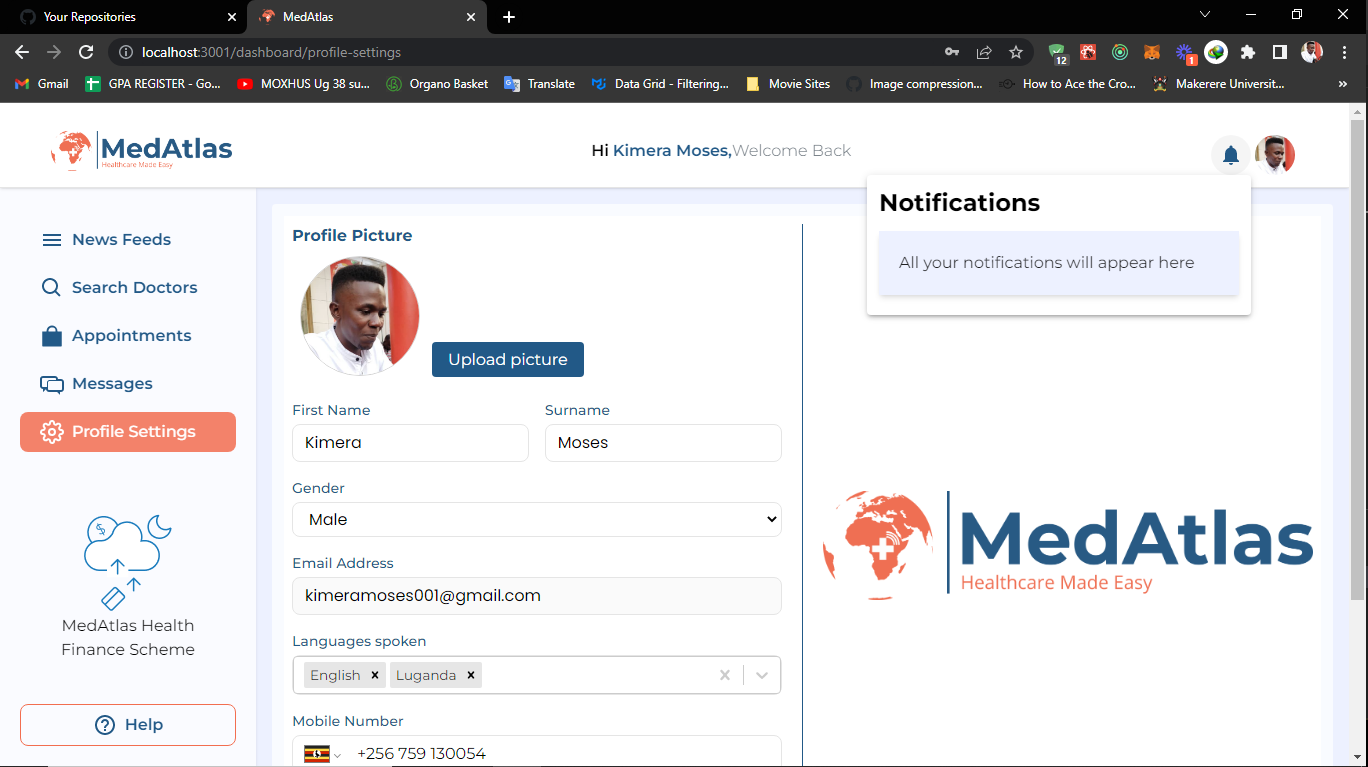 Your Repositories
MedAtlas
localhost:3001/dashboard/profile-settings
12
1
Gmail
GPA REGISTER - Go...
MOXHUS Ug 38 su...
Organo Basket
Translate
Data Grid - Filtering...
Movie Sites
Image compression...
How to Ace the Cro...
Makerere Universit...
»
MedAtlas
Healthcare Made Easy
Hi Kimera Moses,Welcome Back
Notifications
All your notifications will appear here
News Feeds
Search Doctors
Appointments
Messages
Profile Settings
$
MedAtlas Health
Finance Scheme
Help
Profile Picture
Upload picture
First Name
Surname
Kimera
Moses
Gender
Male
Email Address
kimeramoses001@gmail.com
Languages spoken
English
Luganda
Mobile Number
+256 759 130054
MedAtlas
Healthcare Made Easy